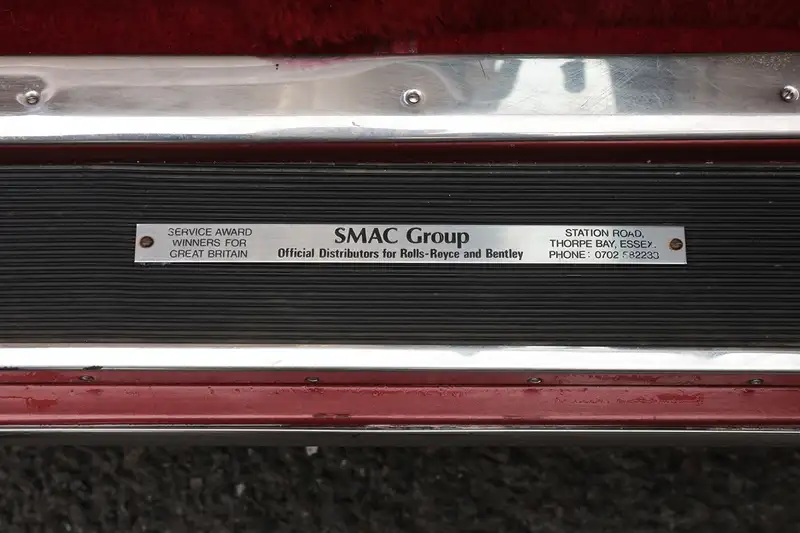 SERVICE AWARD
WINNERS FOR
GREAT BRITAIN
SMAC Group
Official Distributors for Rolls-Royce and Bentley
STATION ROAD,
THORPE BAY, ESSEX.
PHONE: 0702 582233